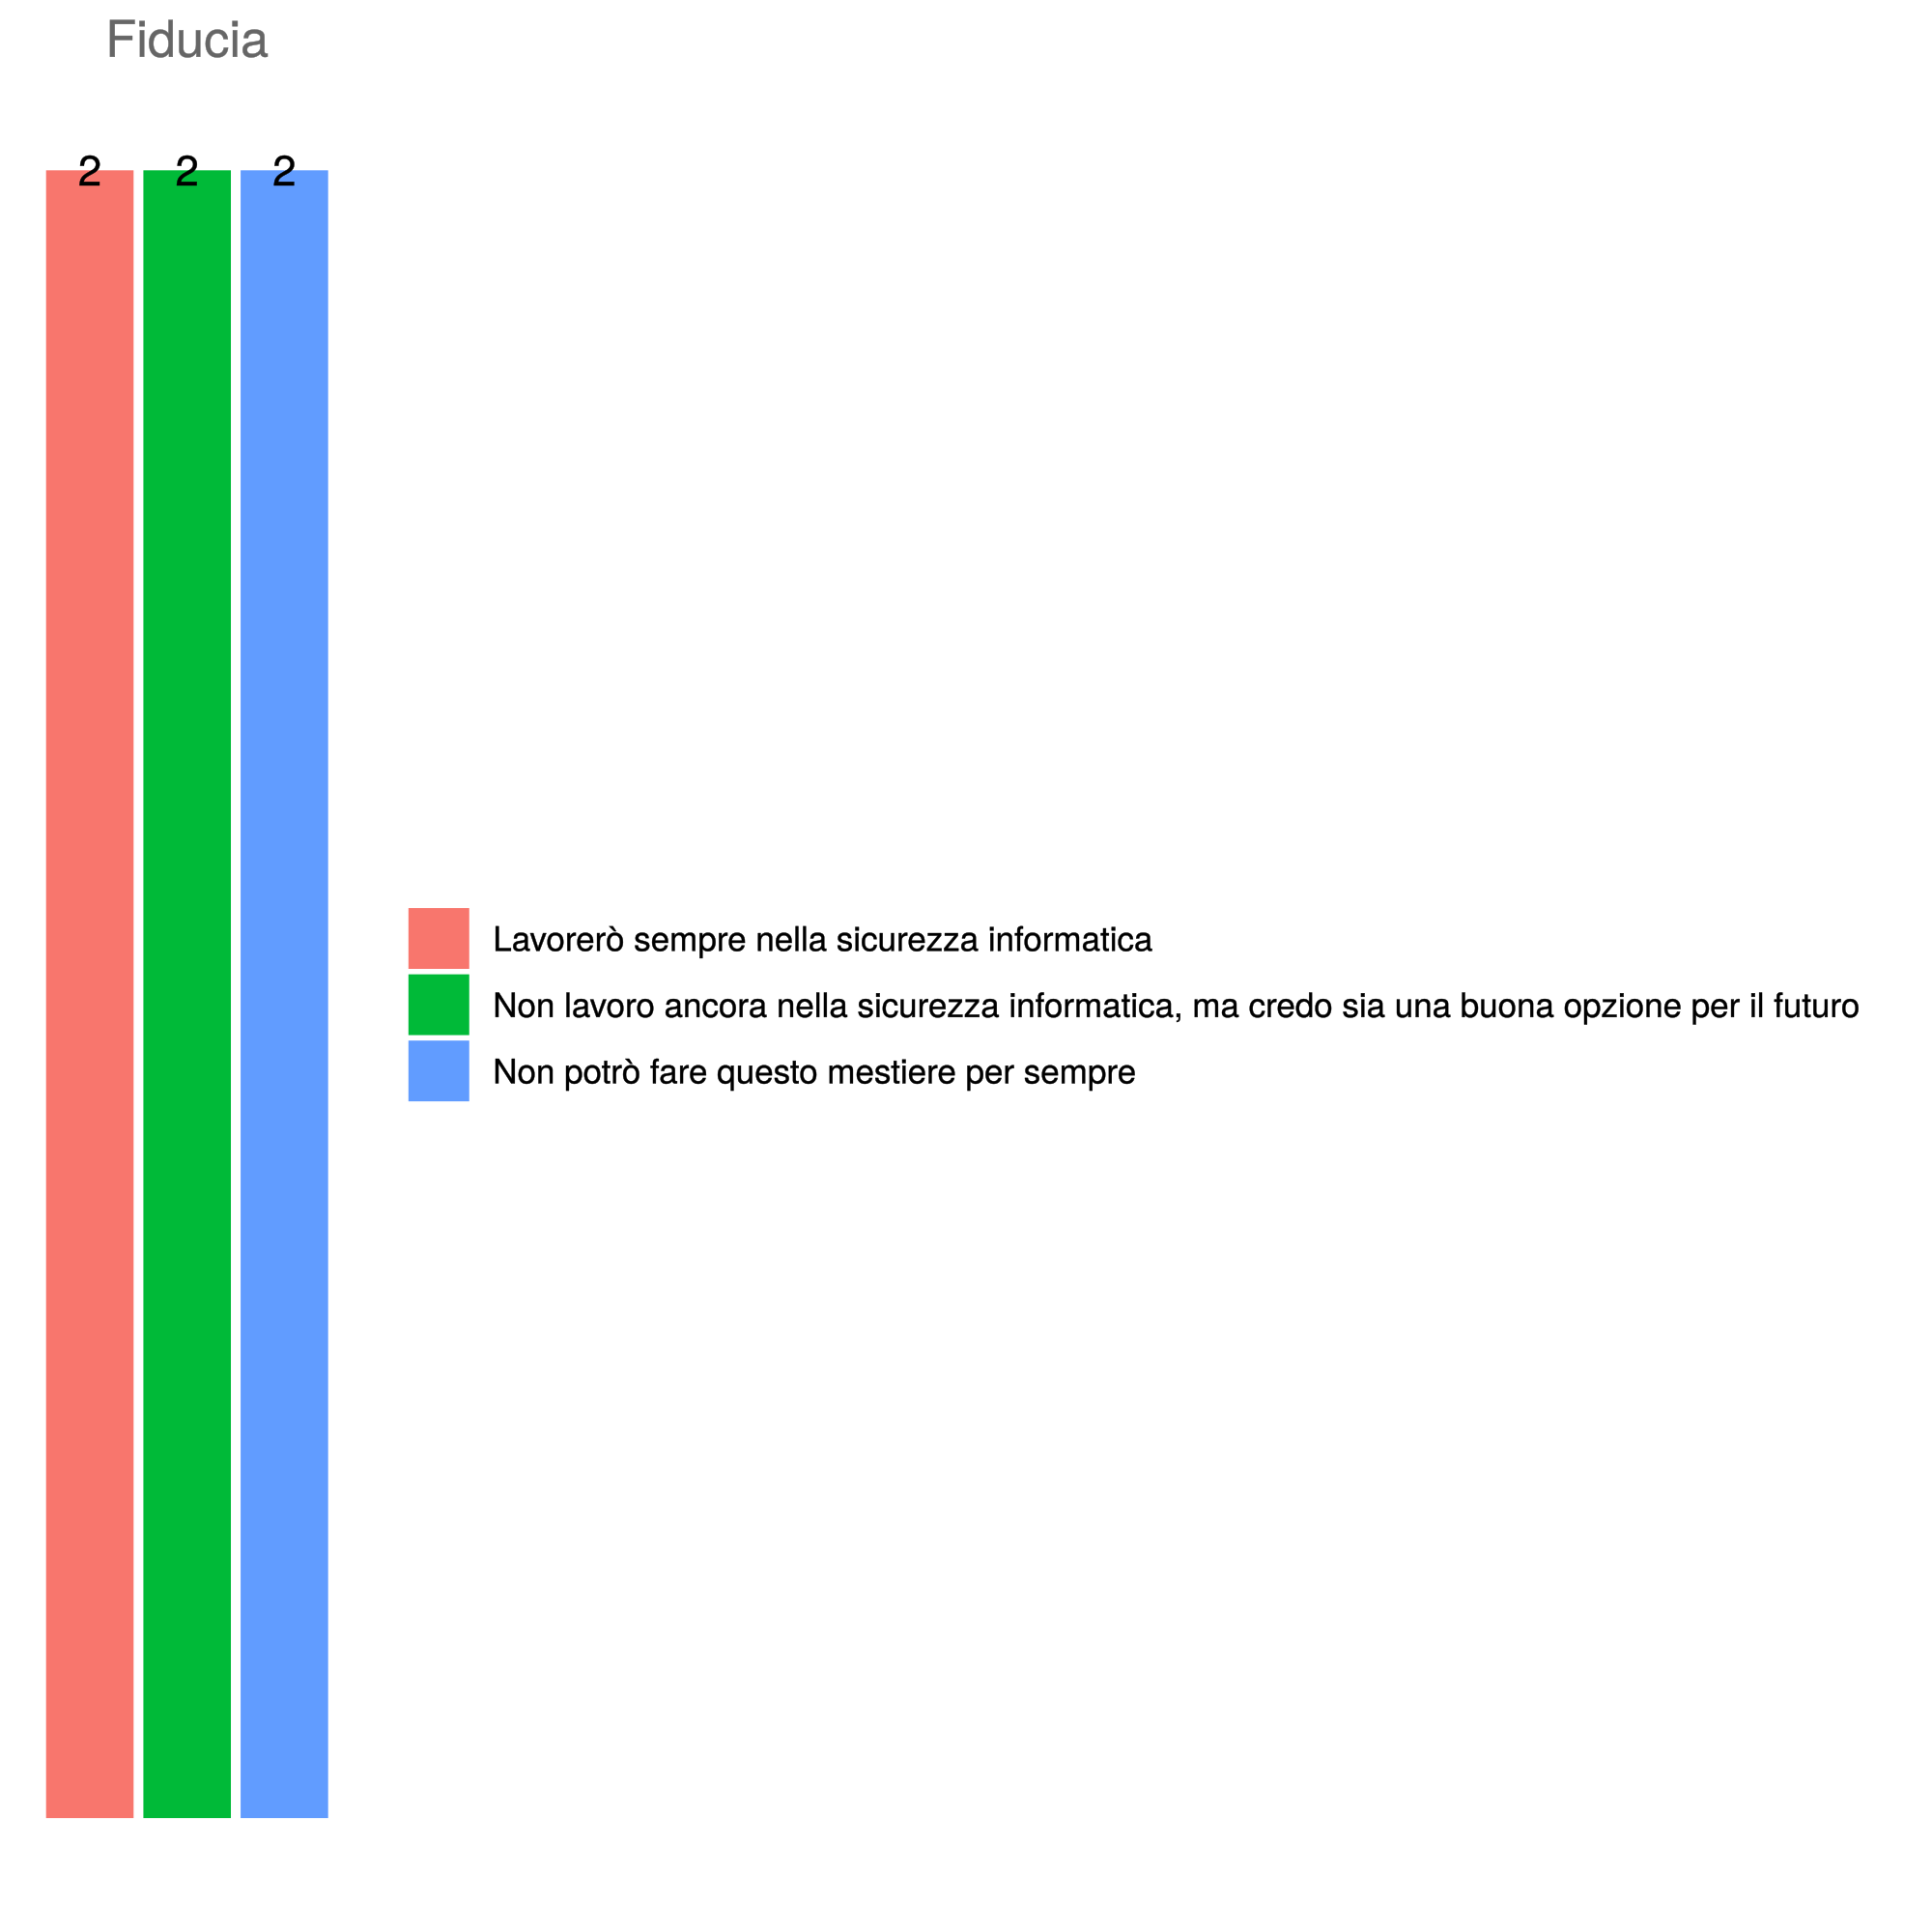 Fiducia
2 2 2
Lavorerò sempre nella sicurezza informatica
Non lavoro ancora nella sicurezza informatica, ma credo sia una buona opzione per il futuro
Non potrò fare questo mestiere per sempre